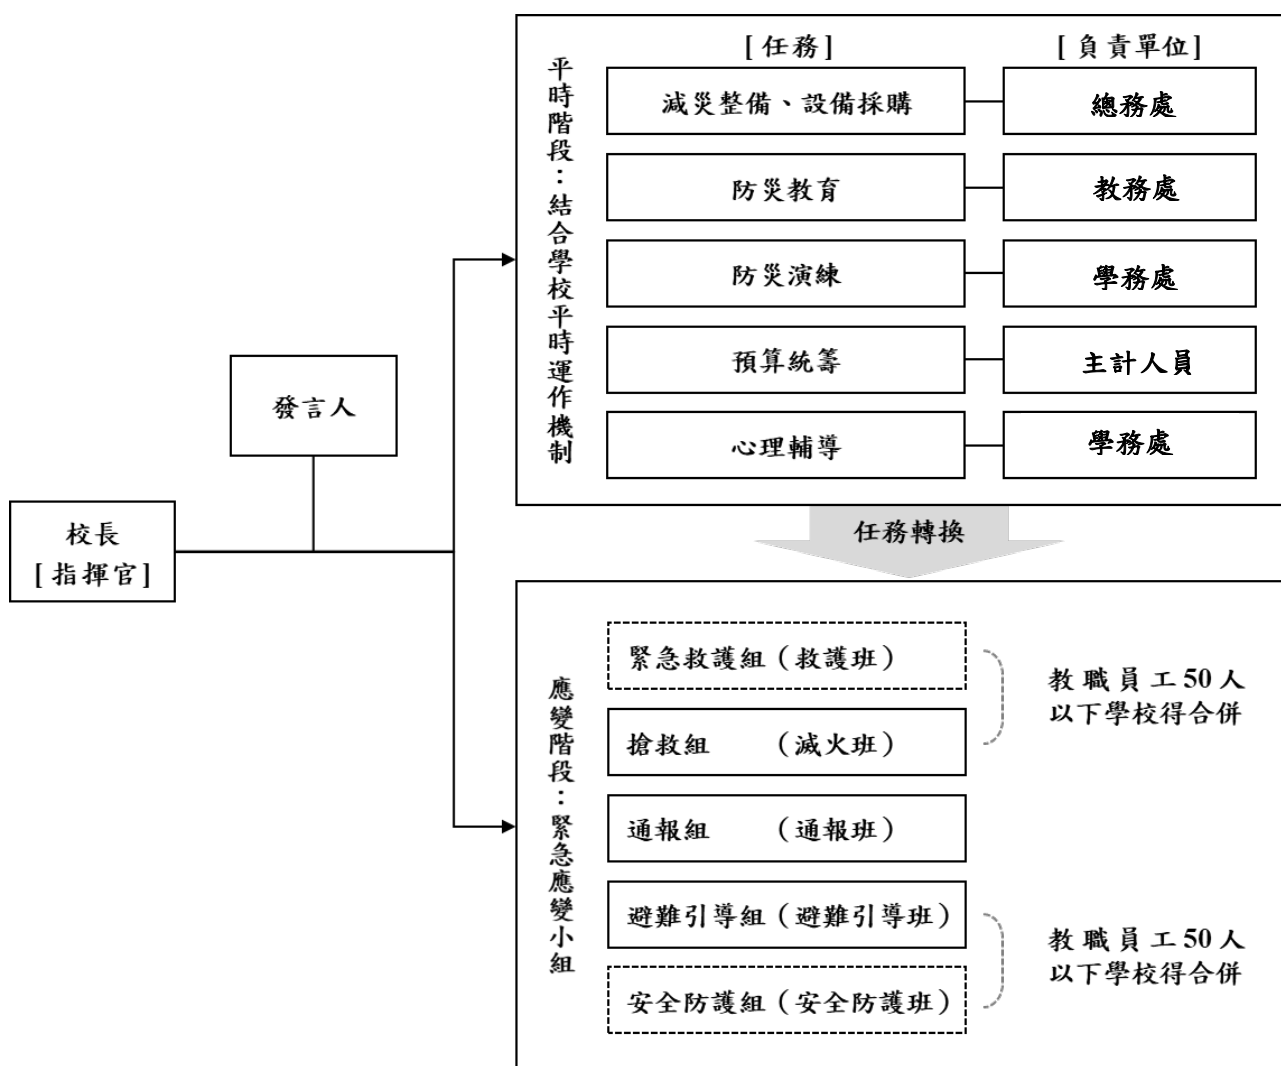 校長
[指揮官]
發言人
平時階段：結合學校平時運作機制
[任務] [負責單位]
減災整備、設備採購 總務處
防災教育 教務處
防災演練 學務處
預算統籌 主計人員
心理輔導 學務處
任務轉換
應變階段：緊急應變小組
緊急救護組（救護班）
搶救組 （滅火班）
教職員工50人
以下學校得合併
通報組 （通報班）
避難引導組（避難引導班）
安全防護組（安全防護班）
教職員工50人
以下學校得合併